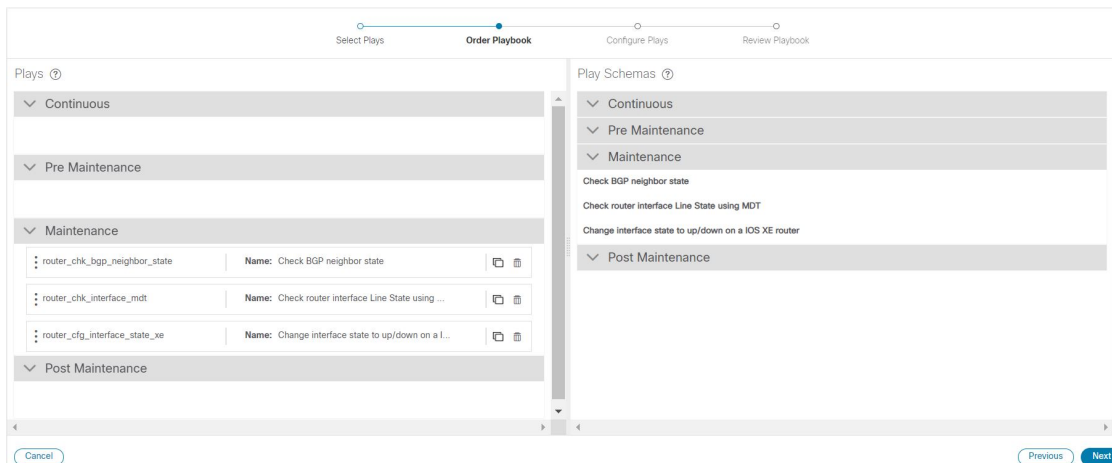 Select Plays
Order Playbook
Configure Plays
Review Playbook
Plays ?
Continuous
Pre Maintenance
Maintenance
router_chk_bgp_neighbor_state Name: Check BGP neighbor state
router_chk_interface_mdt Name: Check router interface Line State using ...
router_cfg_interface_state_xe Name: Change interface state to up/down on a I...
Post Maintenance
Play Schemas ?
Continuous
Pre Maintenance
Maintenance
Check BGP neighbor state
Check router interface Line State using MDT
Change interface state to up/down on a IOS XE router
Post Maintenance
Cancel
Previous
Next